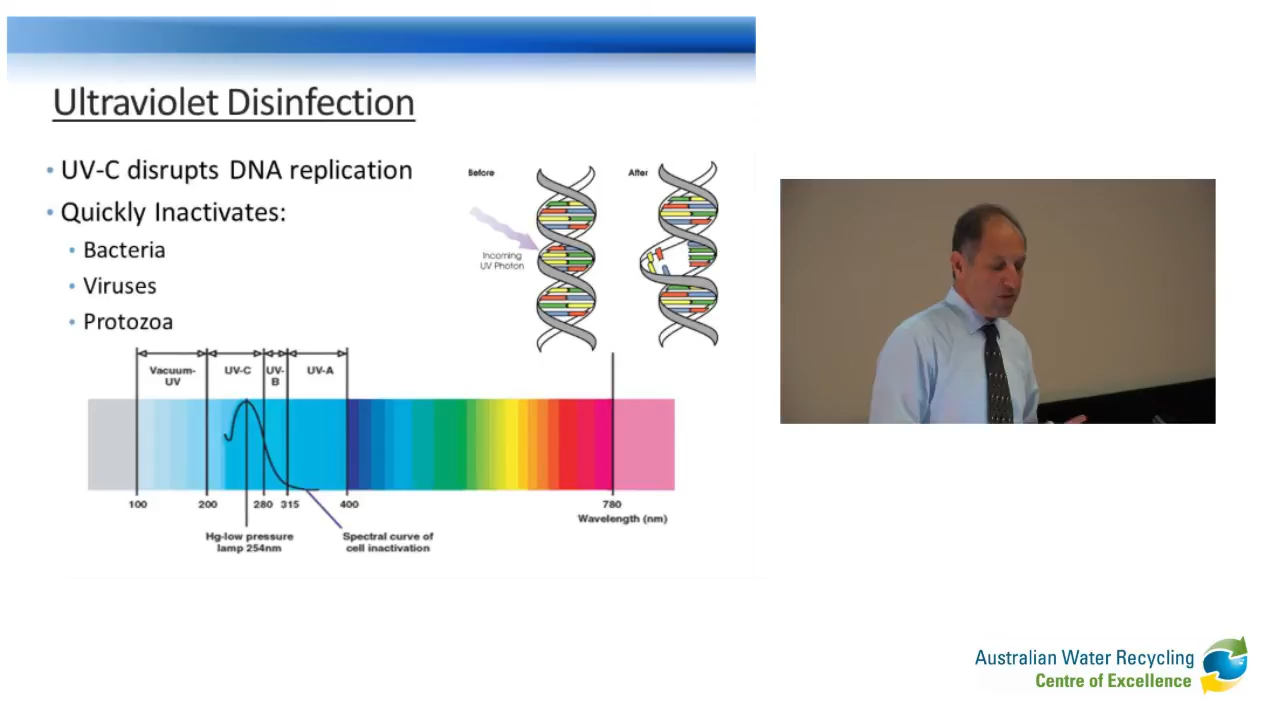 Ultraviolet Disinfection
• UV-C disrupts DNA replication
• Quickly Inactivates:
• Bacteria
• Viruses
• Protozoa
Before
After
Incoming
UV Photon
Vacuum-
UV
UV-C
UV-
B
UV-A
100
200
280
315
400
780
Wavelength (nm)
Hg-low pressure
lamp 254nm
Spectral curve of
cell inactivation
Australian Water Recycling
Centre of Excellence